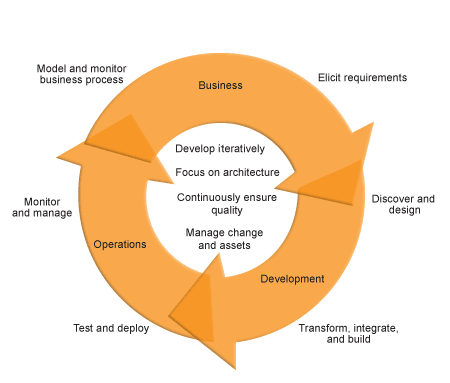 Model and monitor
business process
Business
Elicit requirements
Develop iteratively
Focus on architecture
Continuously ensure
quality
Manage change
and assets
Monitor
and manage
Discover and
design
Operations
Development
Test and deploy
Transform, integrate,
and build